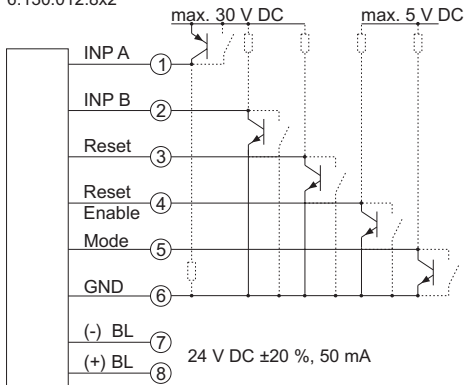 6.130.012.8x2
max. 30 V DC
max. 5 V DC
INP A 1
INP B 2
Reset 3
Reset
Enable 4
Mode 5
GND 6
(-) BL 7
(+) BL 8
24 V DC ±20 %, 50 mA